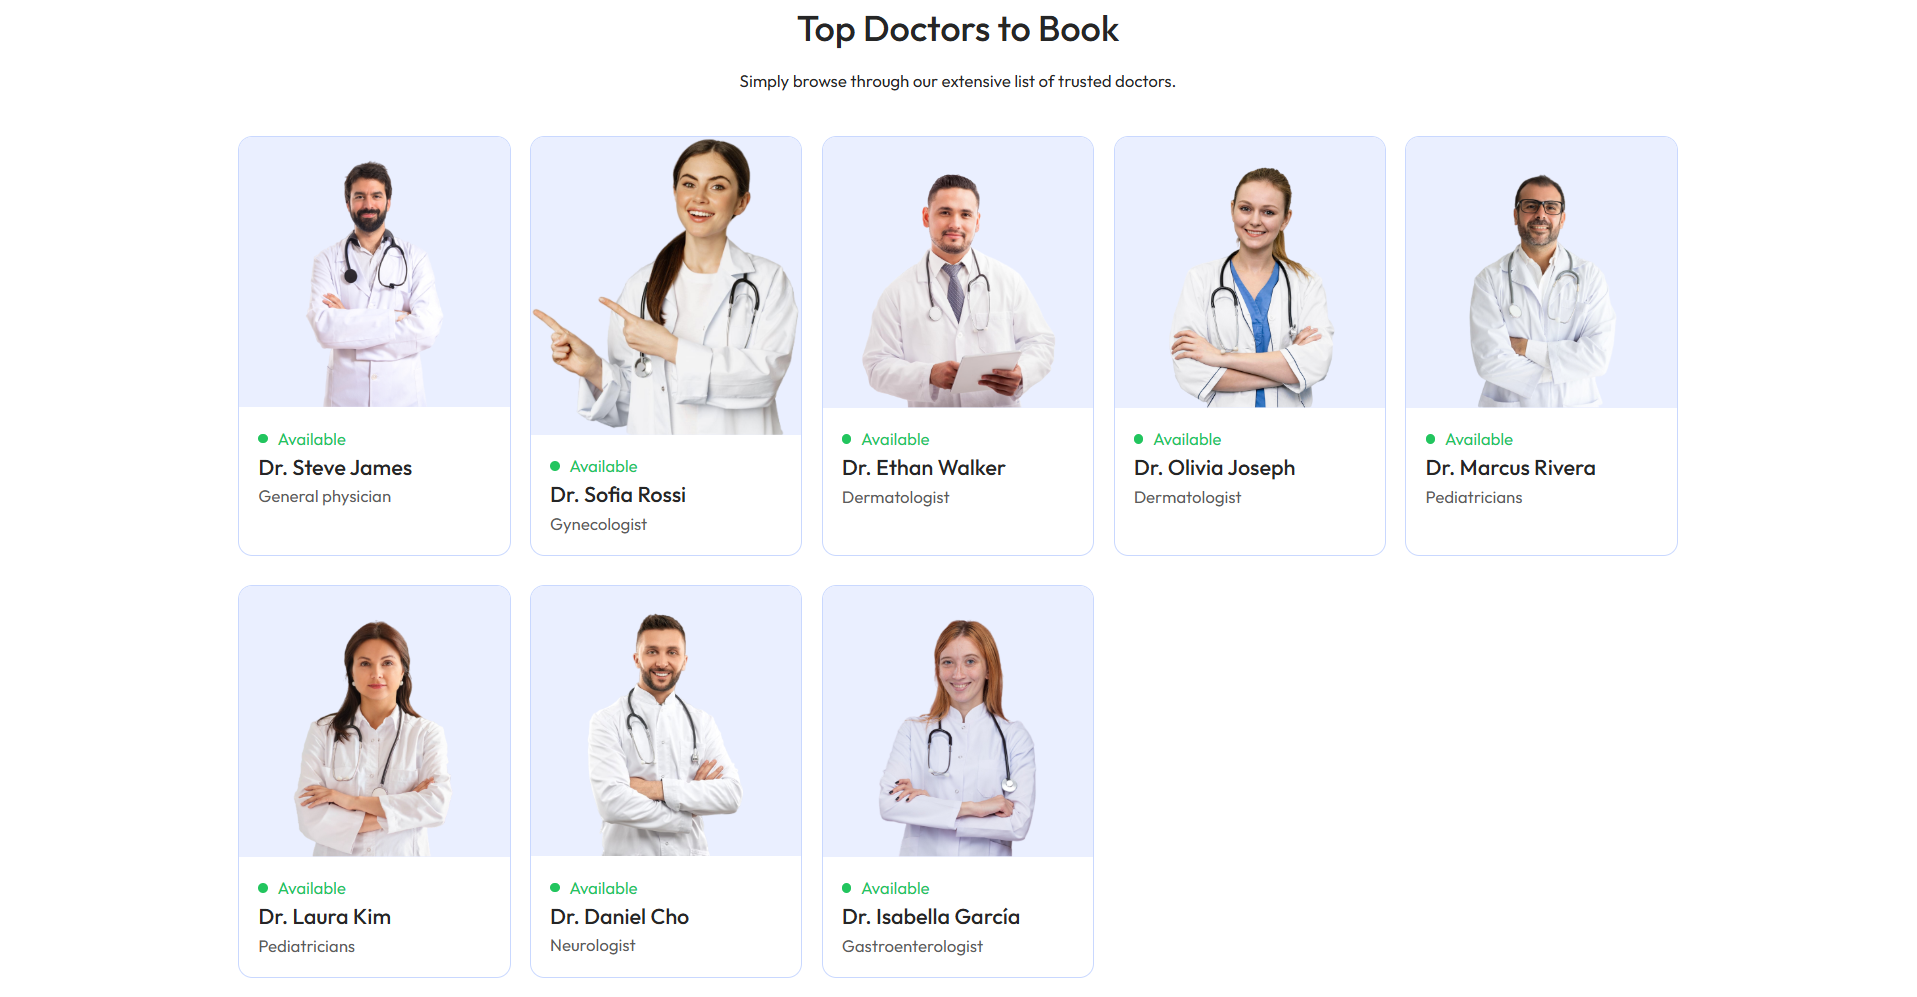 Top Doctors to Book
Simply browse through our extensive list of trusted doctors.
Available
Dr. Steve James
General physician
Available
Dr. Sofia Rossi
Gynecologist
Available
Dr. Ethan Walker
Dermatologist
Available
Dr. Olivia Joseph
Dermatologist
Available
Dr. Marcus Rivera
Pediatricians
Available
Dr. Laura Kim
Pediatricians
Available
Dr. Daniel Cho
Neurologist
Available
Dr. Isabella García
Gastroenterologist